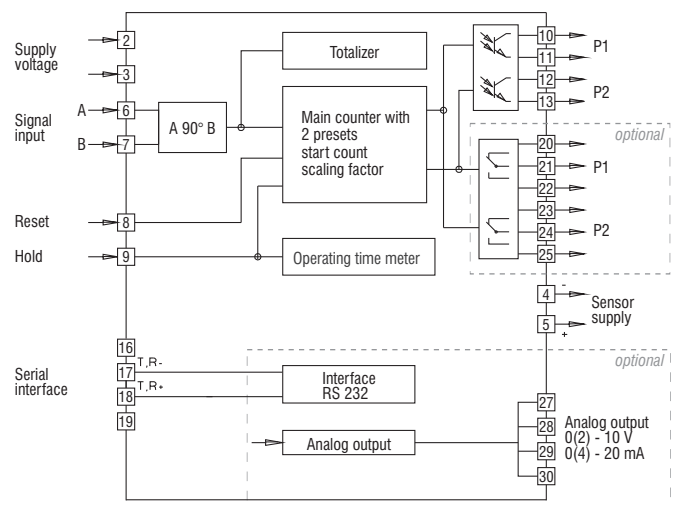 Supply
voltage
2
3
Totalizer
Signal
input
A
6
B
7
A 90° B
Main counter with
2 presets
start count
scaling factor
10
11
P1
12
13
P2
optional
20
21
P1
22
23
24
P2
25
Reset
8
Hold
9
Operating time meter
4
-
5
+
Sensor
supply
optional
Serial
interface
16
T,R-
17
T,R+
18
19
Interface
RS 232
Analog output
27
28
29
30
Analog output
0(2) - 10 V
0(4) - 20 mA